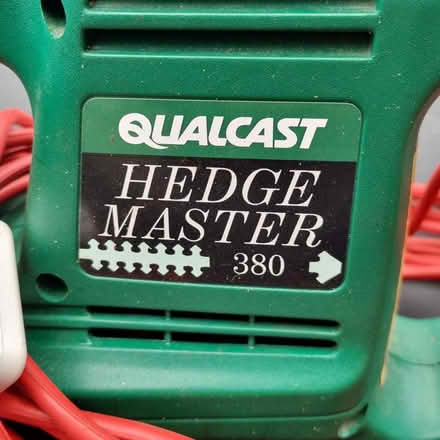 QUALCAST
HEDGE
MASTER
380